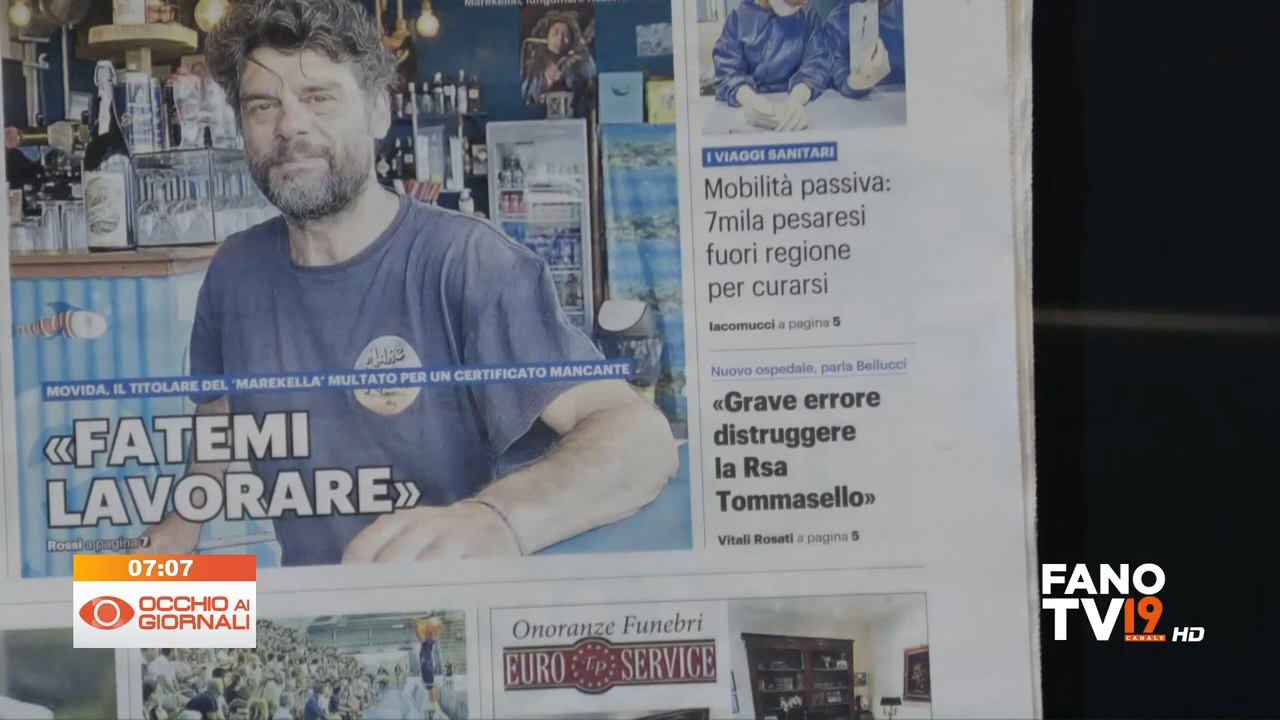 I VIAGGI SANITARI
Mobilità passiva:
7mila pesaresi
fuori regione
per curarsi
Iacomucci a pagina 5
Nuovo ospedale, parla Bellucci
«Grave errore
distruggere
la Rsa
Tommasello»
Vitali Rosati a pagina 5
MARE
MOVIDA, IL TITOLARE DEL 'MAREKELLA' MULTATO PER UN CERTIFICATO MANCANTE
«FATEMI
LAVORARE»
Rossi a pagina 7
07:07
OCCHIO AI
GIORNALI
Onoranze Funebri
EURO T.P. SERVICE
FANO
TV19
CANALE HD